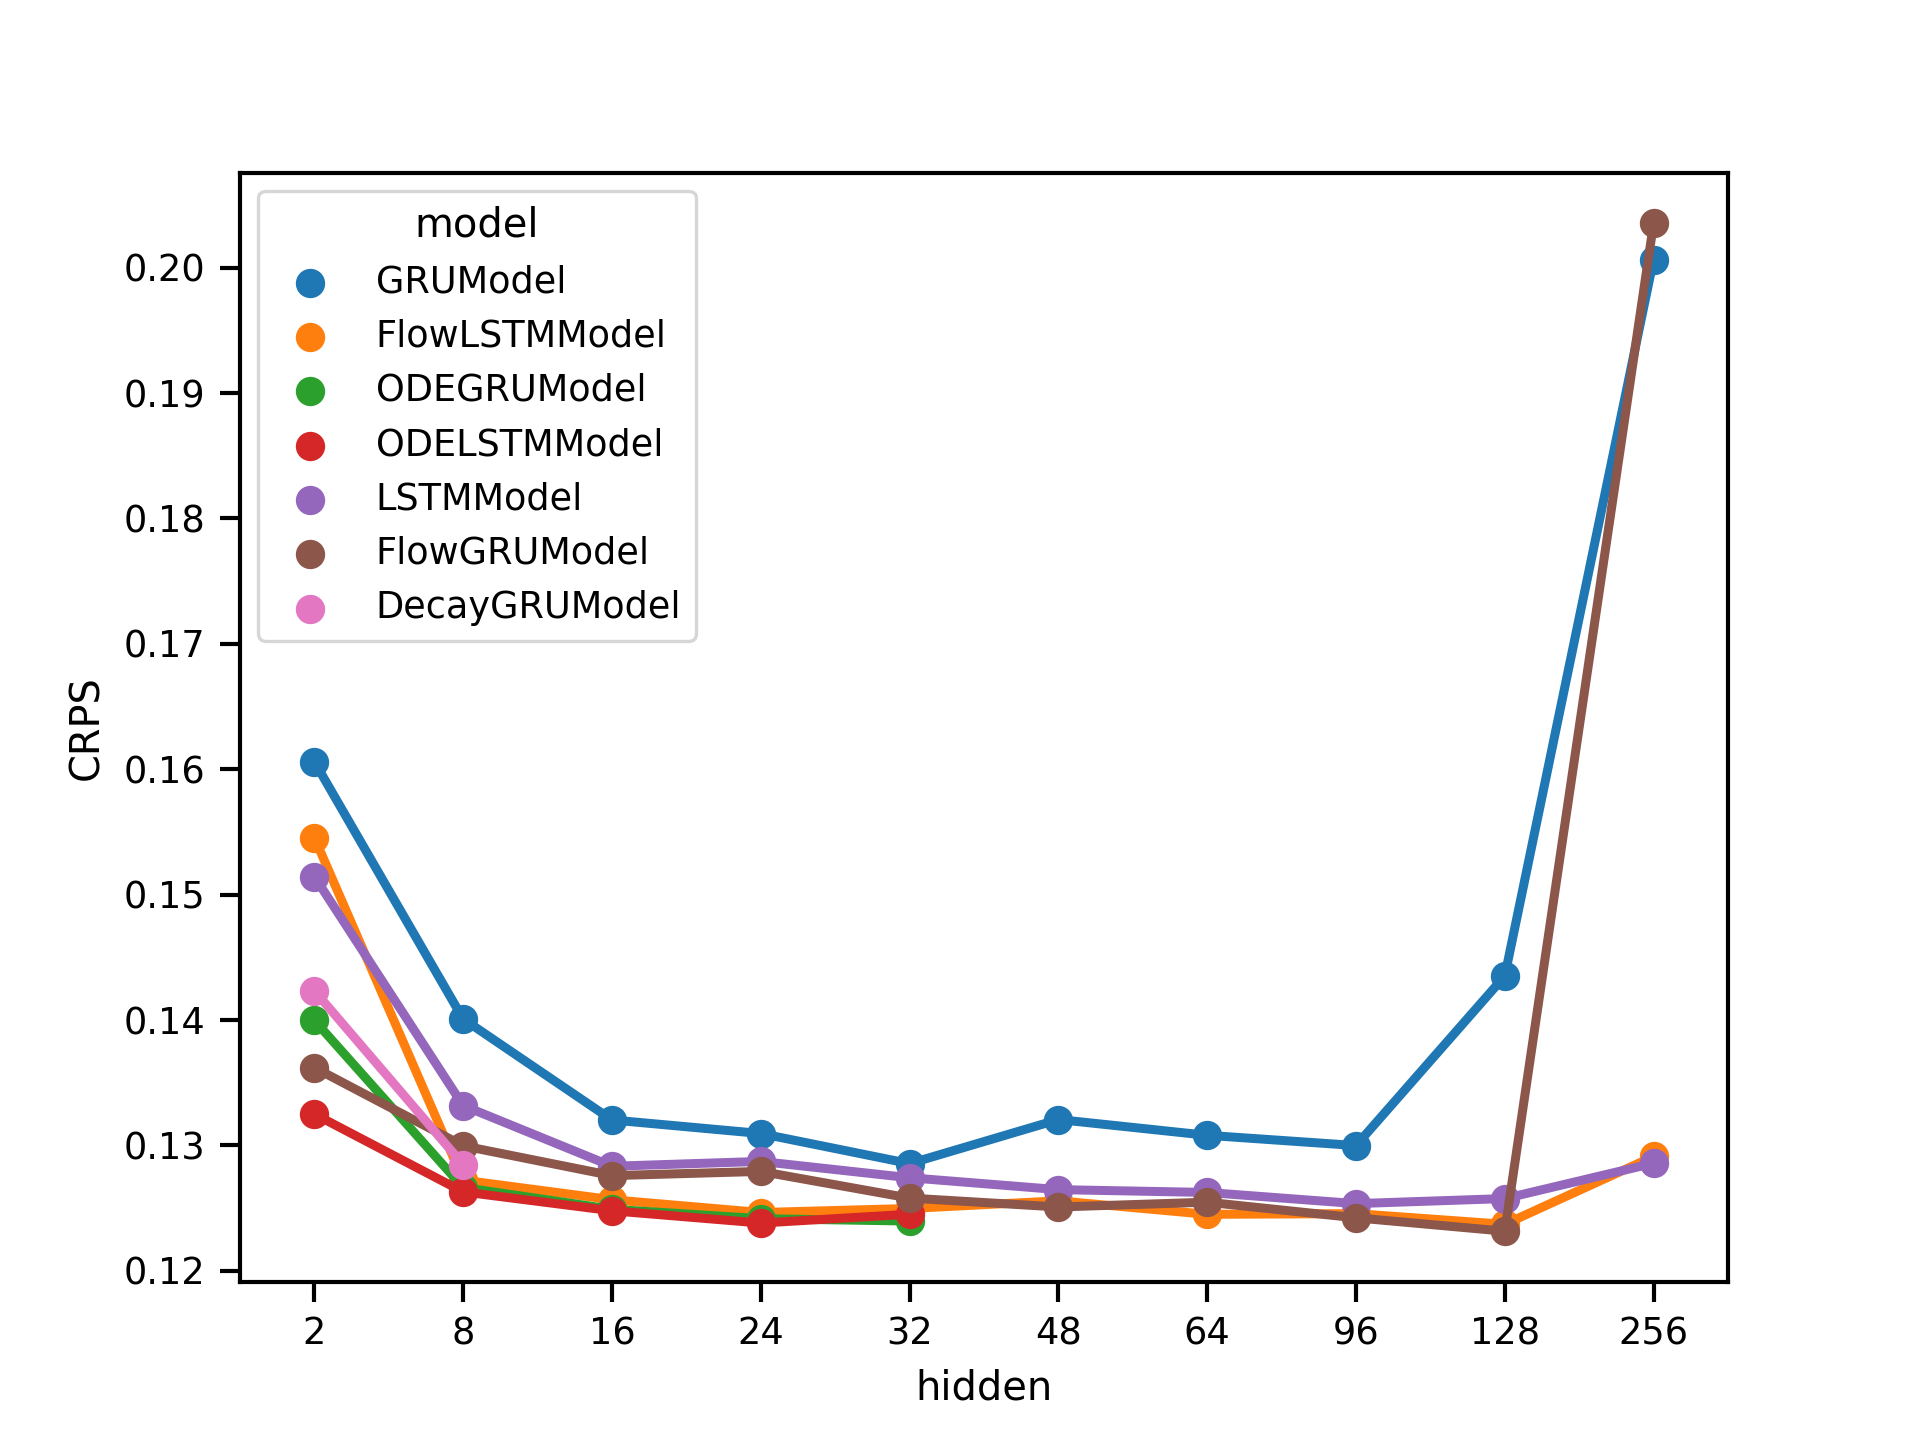 model
GRUModel
FlowLSTMModel
ODEGRUModel
ODELSTMModel
LSTMModel
FlowGRUModel
DecayGRUModel
CRPS
0.20
0.19
0.18
0.17
0.16
0.15
0.14
0.13
0.12
2 8 16 24 32 48 64 96 128 256
hidden